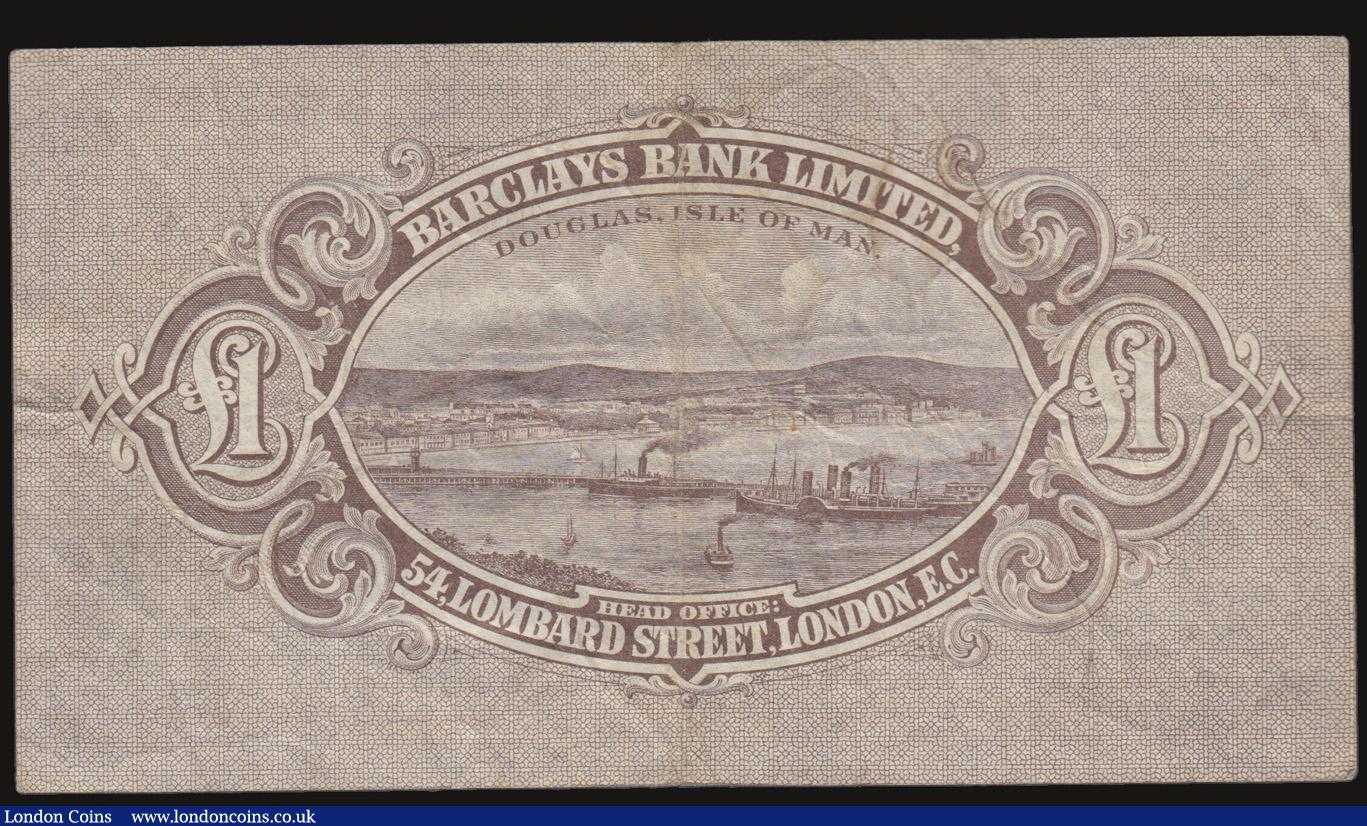 BARCLAYS BANK LIMITED,
DOUGLAS, ISLE OF MAN.
£1
£1
HEAD OFFICE:
54, LOMBARD STREET, LONDON, E.C.
London Coins www.londoncoins.co.uk